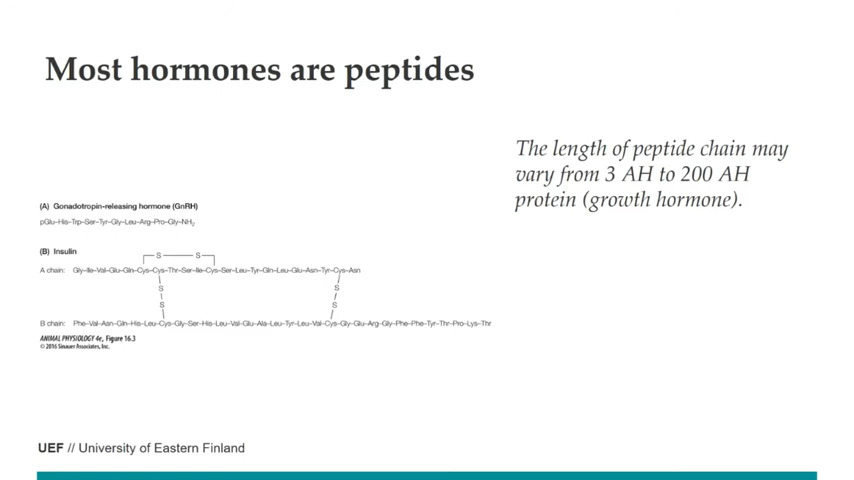 Most hormones are peptides
The length of peptide chain may
vary from 3 AH to 200 AH
protein (growth hormone).
(A) Gonadotropin-releasing hormone (GnRH)
pGlu–His–Trp–Ser–Tyr–Gly–Leu–Arg–Pro–Gly–NH₂
(B) Insulin
S S
A chain: Gly–Ile–Val–Glu–Gln–Cys–Cys–Thr–Ser–Ile–Cys–Ser–Leu–Tyr–Gln–Leu–Glu–Asn–Tyr–Cys–Asn
S S
S S
B chain: Phe–Val–Asn–Gln–His–Leu–Cys–Gly–Ser–His–Leu–Val–Glu–Ala–Leu–Tyr–Leu–Val–Cys–Gly–Glu–Arg–Gly–Phe–Phe–Tyr–Thr–Pro–Lys–Thr
ANIMAL PHYSIOLOGY 4e, Figure 16.3
© 2016 Sinauer Associates, Inc.
UEF // University of Eastern Finland